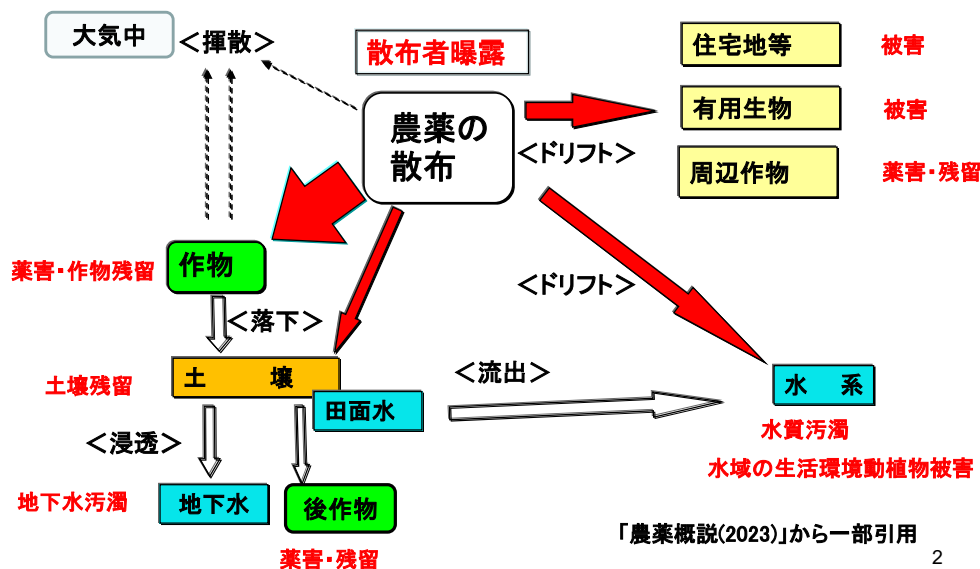 大気中
＜揮散＞
散布者曝露
住宅地等
被害
農薬の
散布
有用生物
被害
＜ドリフト＞
周辺作物
薬害・残留
作物
薬害・作物残留
＜ドリフト＞
＜落下＞
土　壌
土壌残留
＜流出＞
水　系
田面水
水質汚濁
＜浸透＞
水域の生活環境動植物被害
地下水汚濁
地下水
後作物
「農薬概説(2023)」から一部引用
薬害・残留
2